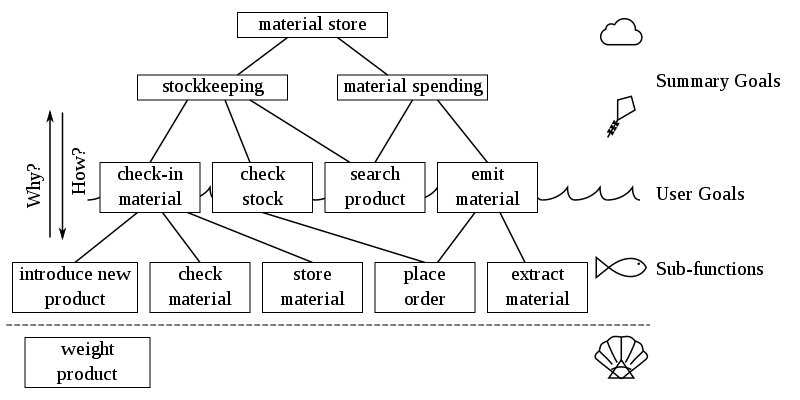 material store
stockkeeping
material spending
Summary Goals
Why?
How?
check-in
material
check
stock
search
product
emit
material
User Goals
introduce new
product
check
material
store
material
place
order
extract
material
Sub-functions
weight
product